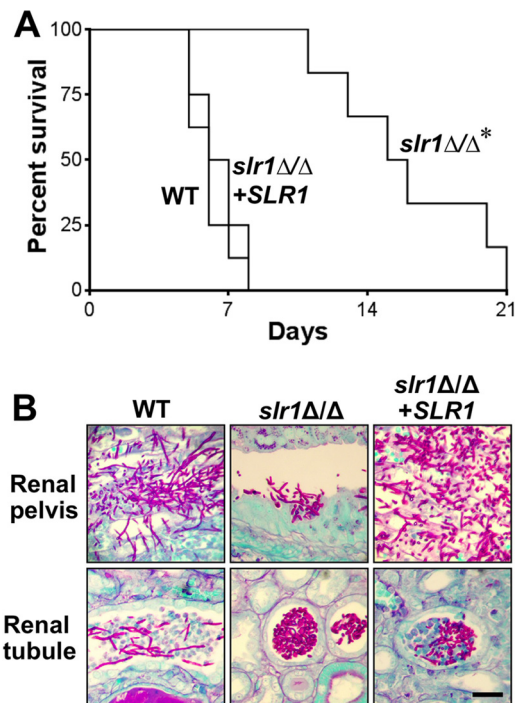 A
Percent survival
100
75
50
25
0
WT
slr1Δ/Δ
+SLR1
slr1Δ/Δ*
0 7 14 21
Days
B
WT slr1Δ/Δ slr1Δ/Δ
+SLR1
Renal
pelvis
Renal
tubule